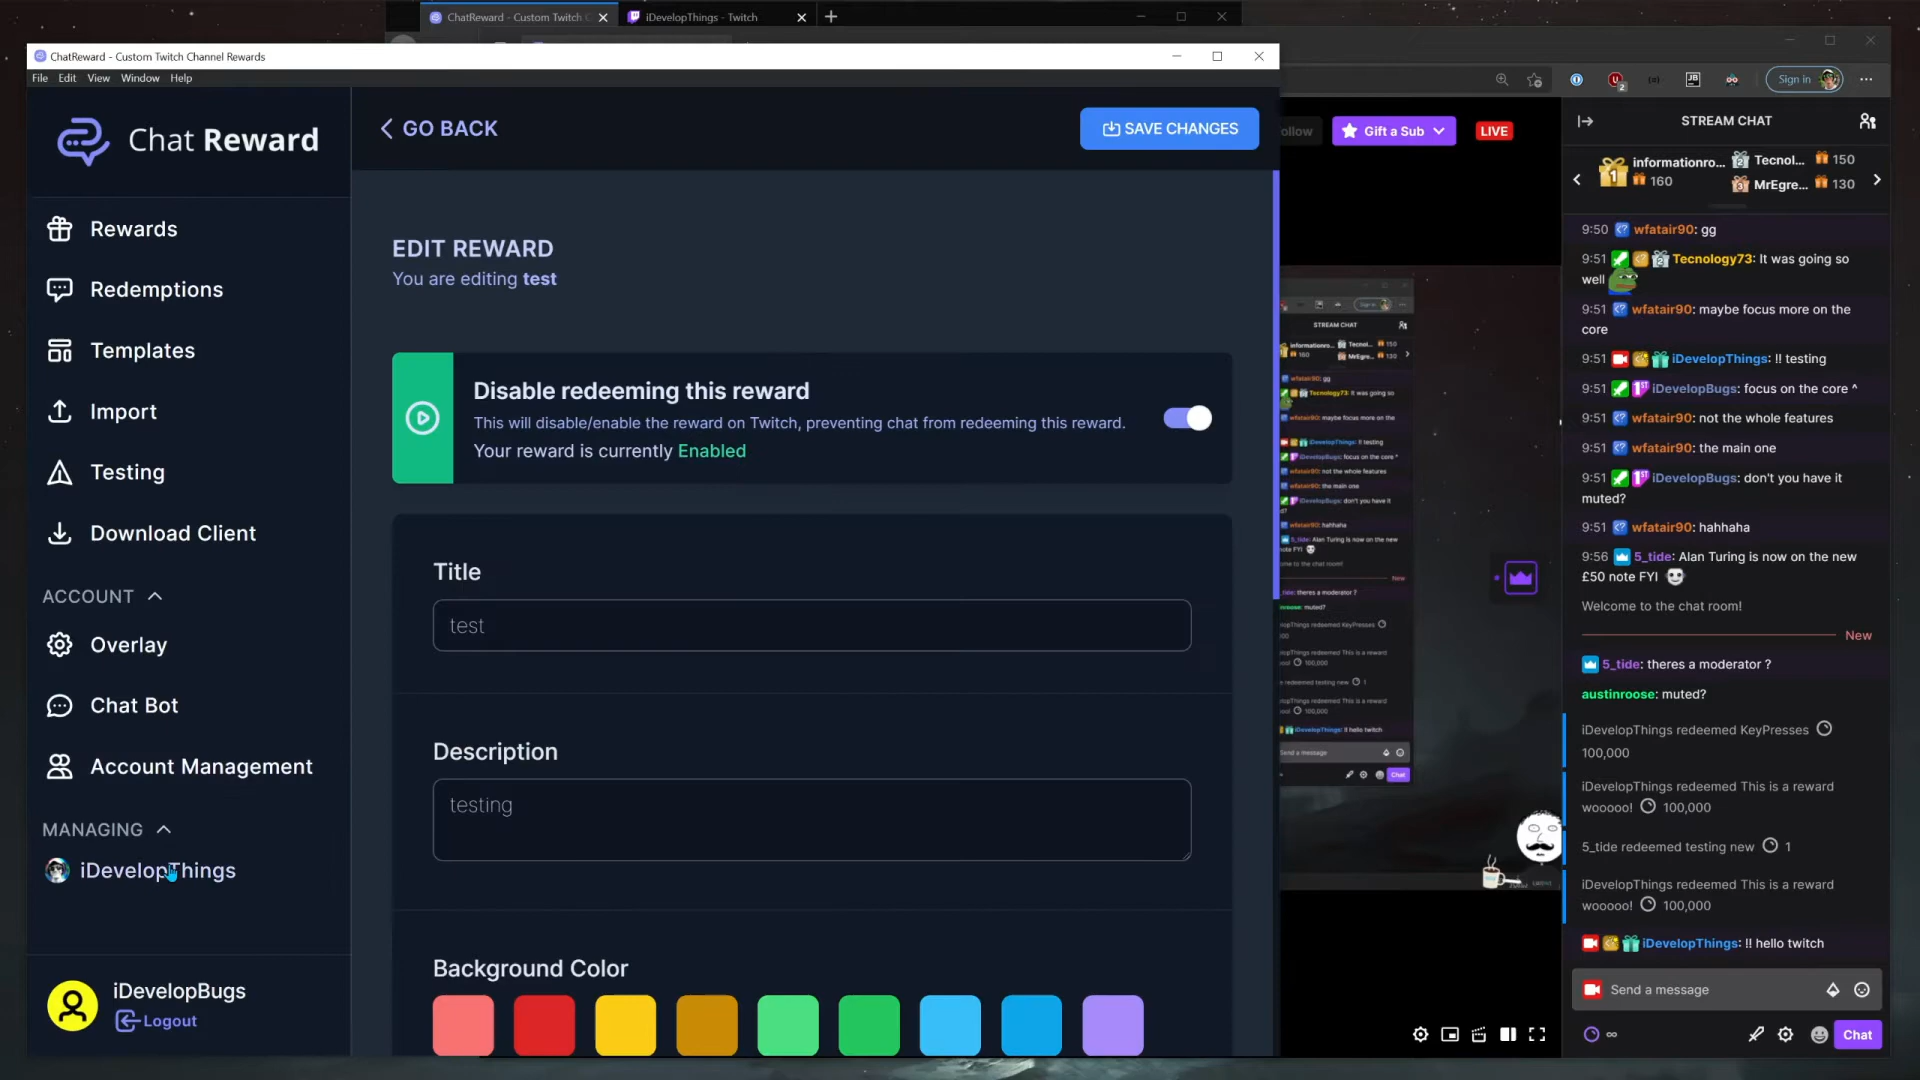 ChatReward - Custom Twitch C
iDevelopThings - Twitch
ChatReward - Custom Twitch Channel Rewards
File Edit View Window Help
Chat Reward
Rewards
Redemptions
Templates
Import
Testing
Download Client
ACCOUNT
Overlay
Chat Bot
Account Management
MANAGING
iDevelopThings
iDevelopBugs
Logout
GO BACK
SAVE CHANGES
EDIT REWARD
You are editing test
Disable redeeming this reward
This will disable/enable the reward on Twitch, preventing chat from redeeming this reward.
Your reward is currently Enabled
Title
test
Description
testing
Background Color
Sign in
ollow
Gift a Sub
LIVE
STREAM CHAT
1
informationro...
160
2
Tecnol...
150
3
MrEgre...
130
9:50 wfatair90: gg
9:51 Tecnology73: It was going so
well
9:51 wfatair90: maybe focus more on the
core
9:51 iDevelopThings: !! testing
9:51 iDevelopBugs: focus on the core ^
9:51 wfatair90: not the whole features
9:51 wfatair90: the main one
9:51 iDevelopBugs: don't you have it
muted?
9:51 wfatair90: hahhaha
9:56 5_tide: Alan Turing is now on the new
£50 note FYI
Welcome to the chat room!
New
5_tide: theres a moderator ?
austinroose: muted?
iDevelopThings redeemed KeyPresses
100,000
iDevelopThings redeemed This is a reward
wooooo! 100,000
5_tide redeemed testing new 1
iDevelopThings redeemed This is a reward
wooooo! 100,000
iDevelopThings: !! hello twitch
Send a message
∞
Chat